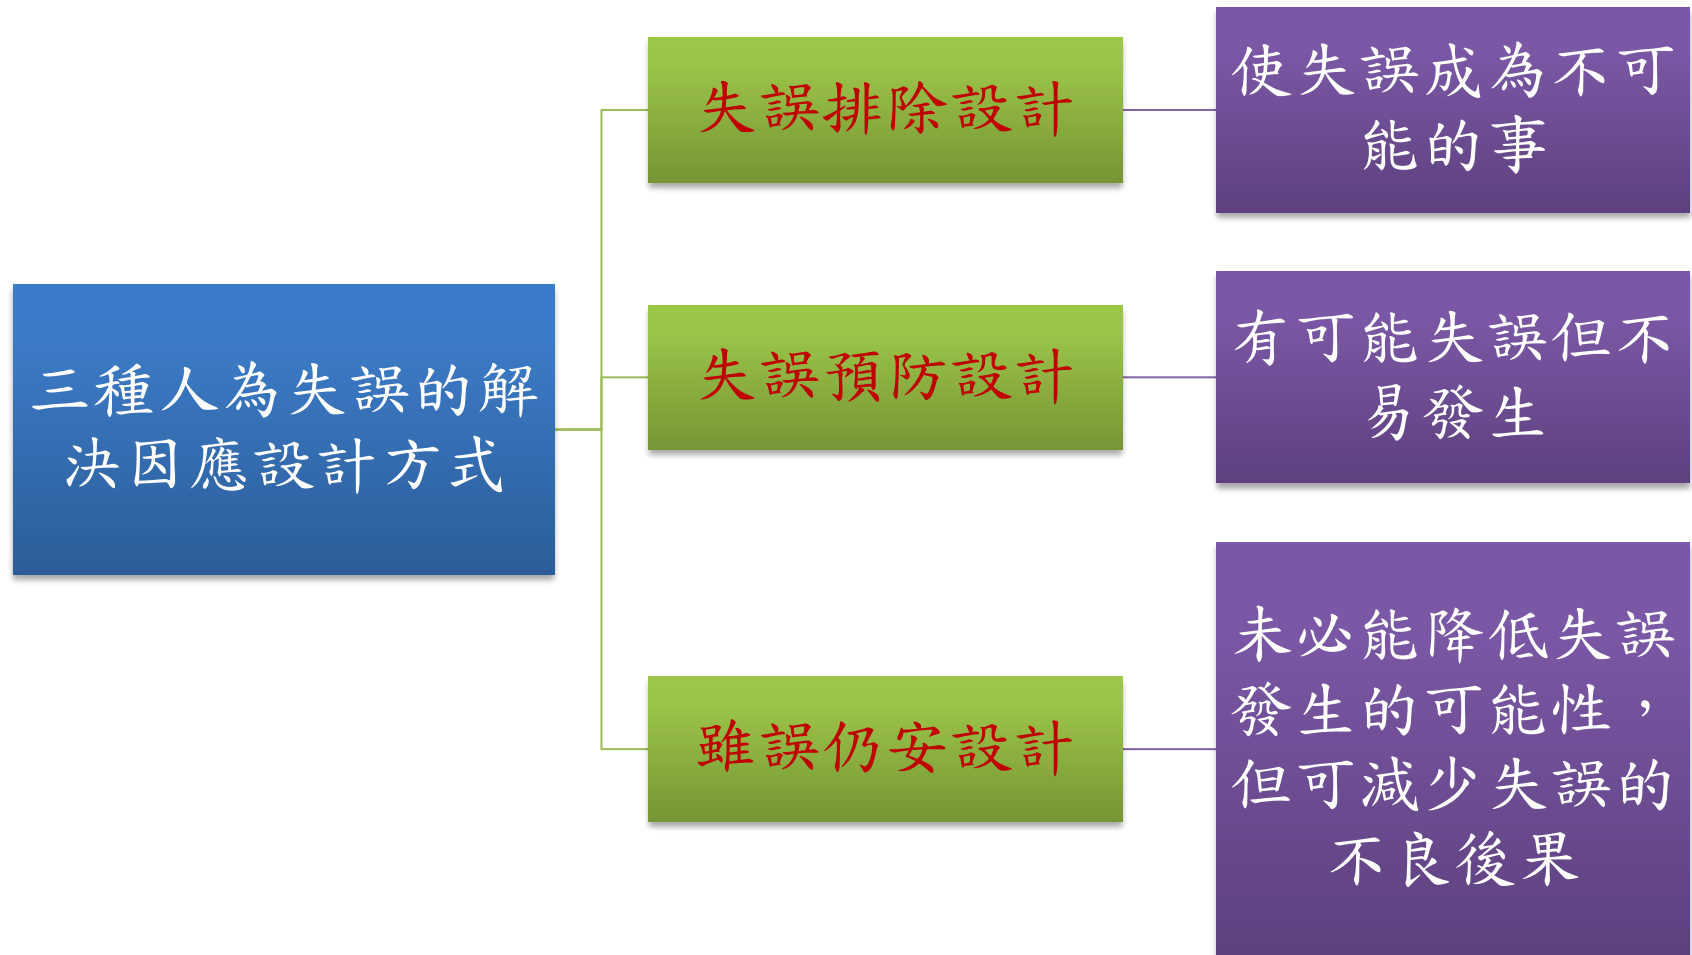 三種人為失誤的解
決因應設計方式
失誤排除設計
使失誤成為不可
能的事
失誤預防設計
有可能失誤但不
易發生
雖誤仍安設計
未必能降低失誤
發生的可能性，
但可減少失誤的
不良後果